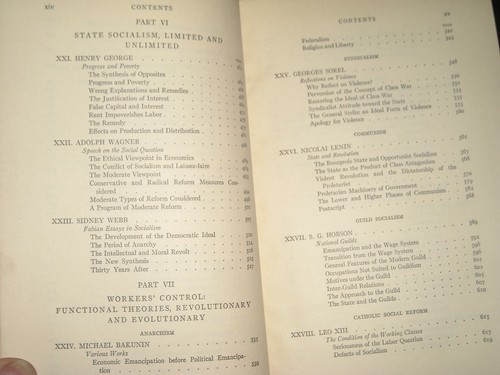 xiv CONTENTS
PART VI
STATE SOCIALISM, LIMITED AND
UNLIMITED
XXI. HENRY GEORGE
Progress and Poverty
The Synthesis of Opposites
Progress and Poverty
Wrong Explanations and Remedies
The Justification of Interest
False Capital and Interest
Rent Impoverishes Labor
The Remedy
Effects on Production and Distribution
XXII. ADOLPH WAGNER
Speech on the Social Question
The Ethical Viewpoint in Economics
The Conflict of Socialism and Laissez-faire
The Moderate Viewpoint
Conservative and Radical Reform Measures Considered
Moderate Types of Reform Considered
A Program of Moderate Reform
XXIII. SIDNEY WEBB
Fabian Essays in Socialism
The Development of the Democratic Ideal
The Period of Anarchy
The Intellectual and Moral Revolt
The New Synthesis
Thirty Years After 527
PART VII
WORKERS' CONTROL:
FUNCTIONAL THEORIES, REVOLUTIONARY
AND EVOLUTIONARY
ANARCHISM
XXIV. MICHAEL BAKUNIN 535
Various Works
Economic Emancipation before Political Emancipation 536
CONTENTS xv
Federalism
Religion and Liberty
SYNDICALISM
XXV. GEORGES SOREL
Reflections on Violence
Why Reflect on Violence?
Perversion of the Concept of Class War
Restoring the Ideal of Class War
Syndicalist Attitude toward the State
The General Strike an Ideal Form of Violence
Apology for Violence
COMMUNISM
XXVI. NICOLAI LENIN
State and Revolution
The Bourgeois State and Opportunist Socialism
The State as the Product of Class Antagonism
Violent Revolution and the Dictatorship of the
Proletariat
Proletarian Machinery of Government
The Lower and Higher Phases of Communism
Postscript
GUILD SOCIALISM
XXVII. S. G. HOBSON 589
National Guilds
Emancipation and the Wage System
Transition from the Wage System
General Features of the Modern Guild
Occupations Not Suited to Guildism
Motives under the Guild
Inter-Guild Relations
The Approach to the Guild
The State and the Guilds
CATHOLIC SOCIAL REFORM
XXVIII. LEO XIII
The Condition of the Working Classes
Seriousness of the Labor Question
Defects of Socialism